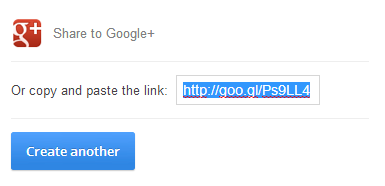 g+ Share to Google+
Or copy and paste the link: http://goo.gl/Ps9LL4
Create another